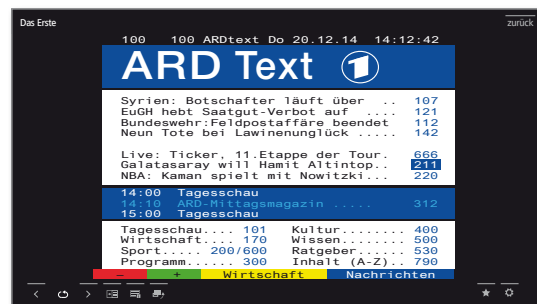 Das Erste
zurück
100 100 ARDtext Do 20.12.14 14:12:42
ARD Text 1
Syrien: Botschafter läuft über .. 107
EuGH hebt Saatgut-Verbot auf .... 121
Bundeswehr:Feldpostaffäre beendet 112
Neun Tote bei Lawinenunglück ..... 142
Live: Ticker, 11.Etappe der Tour. 666
Galatasaray will Hamit Altintop.. 211
NBA: Kaman spielt mit Nowitzki... 220
14:00 Tagesschau
14:10 ARD-Mittagsmagazin ..... 312
15:00 Tagesschau
Tagesschau.... 101 Kultur........ 400
Wirtschaft.... 170 Wissen........ 500
Sport..... 200/600 Ratgeber...... 530
Programm...... 300 Inhalt (A-Z).. 790
− + Wirtschaft Nachrichten